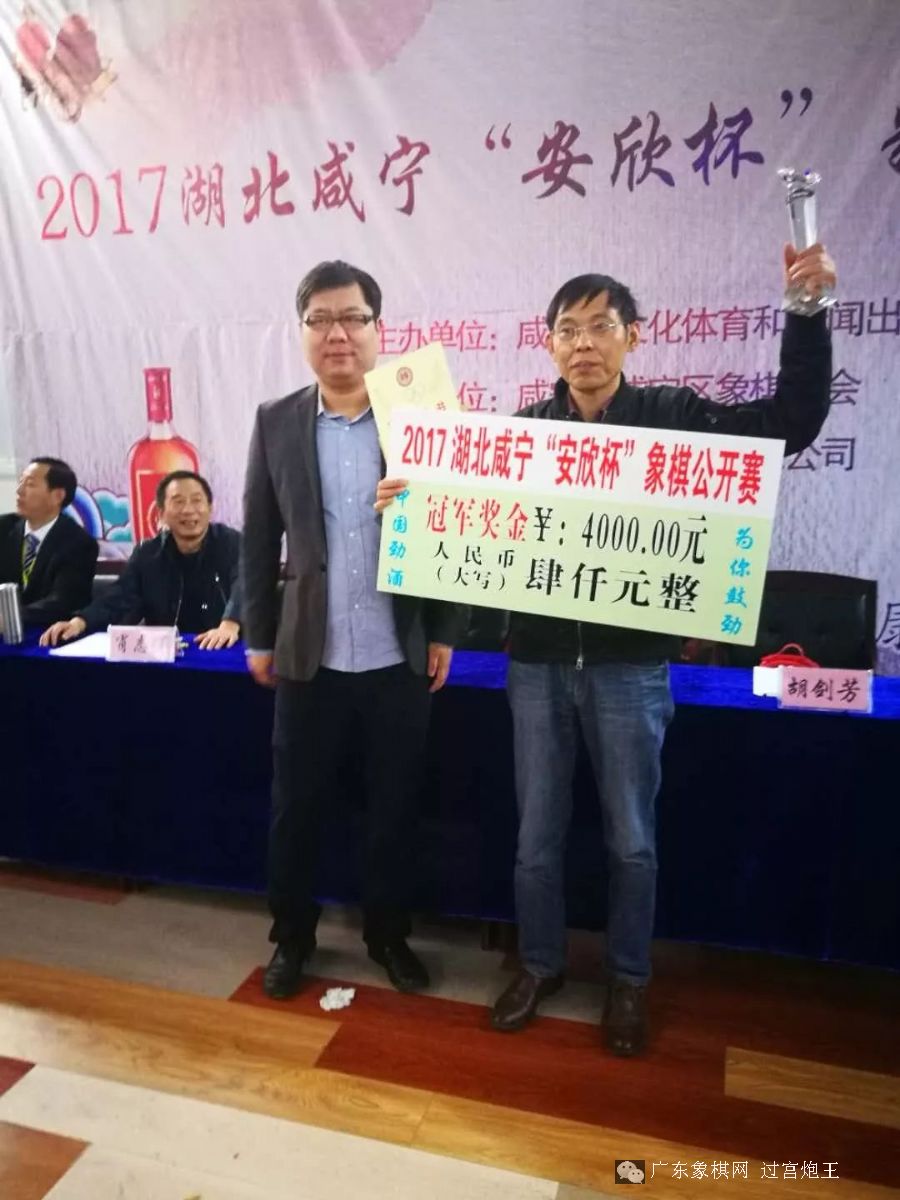 2017湖北咸宁“安欣杯”
主办单位：咸
文化体育和
闻出
位：咸
区象棋
会
公司
康
2017湖北咸宁“安欣杯”象棋公开赛
冠军奖金￥：4000.00元
人民币
（大写）肆仟元整
中国劲酒
为你鼓劲
胡剑芳
广东象棋网 过宫炮王